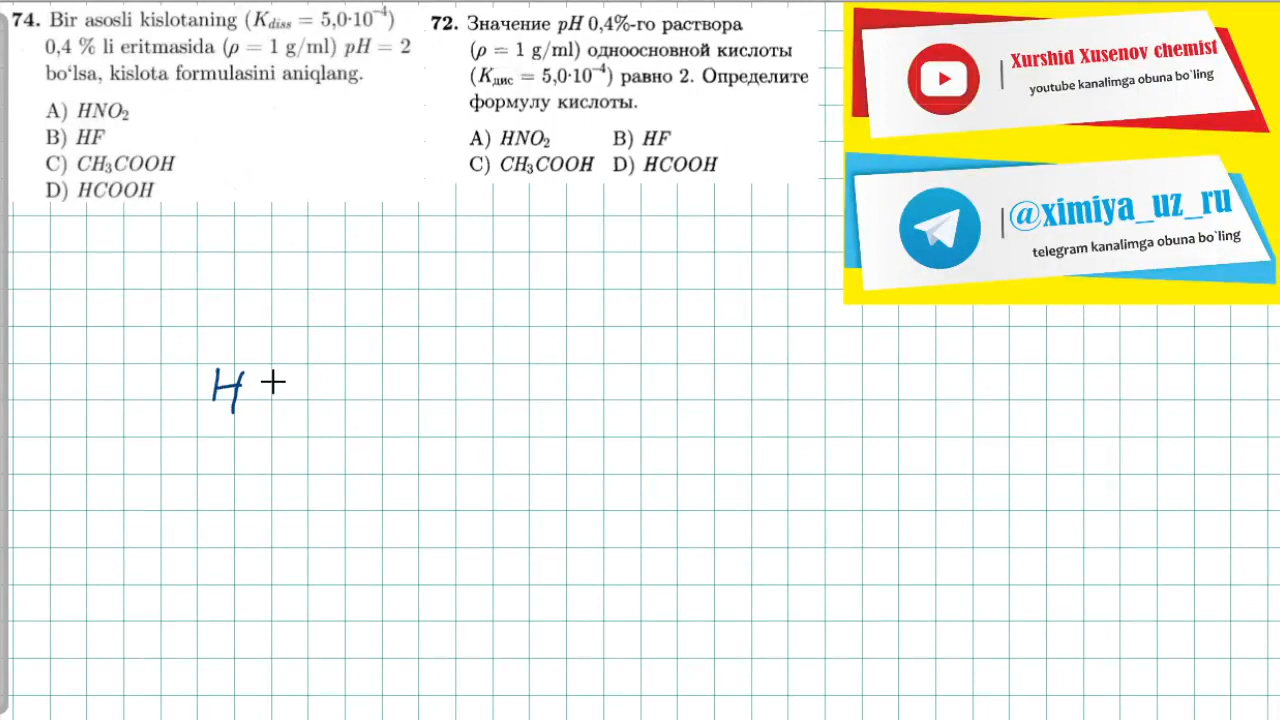 74. Bir asosli kislotaning (K_diss = 5,0·10⁻⁴)
0,4 % li eritmasida (ρ = 1 g/ml) pH = 2
bo‘lsa, kislota formulasini aniqlang.
A) HNO₂
B) HF
C) CH₃COOH
D) HCOOH
72. Значение pH 0,4%-го раствора
(ρ = 1 g/ml) одноосновной кислоты
(K_дис = 5,0·10⁻⁴) равно 2. Определите
формулу кислоты.
A) HNO₂ B) HF
C) CH₃COOH D) HCOOH
Xurshid Xusenov chemist
youtube kanalimga obuna bo`ling
@ximiya_uz_ru
telegram kanalimga obuna bo`ling
H